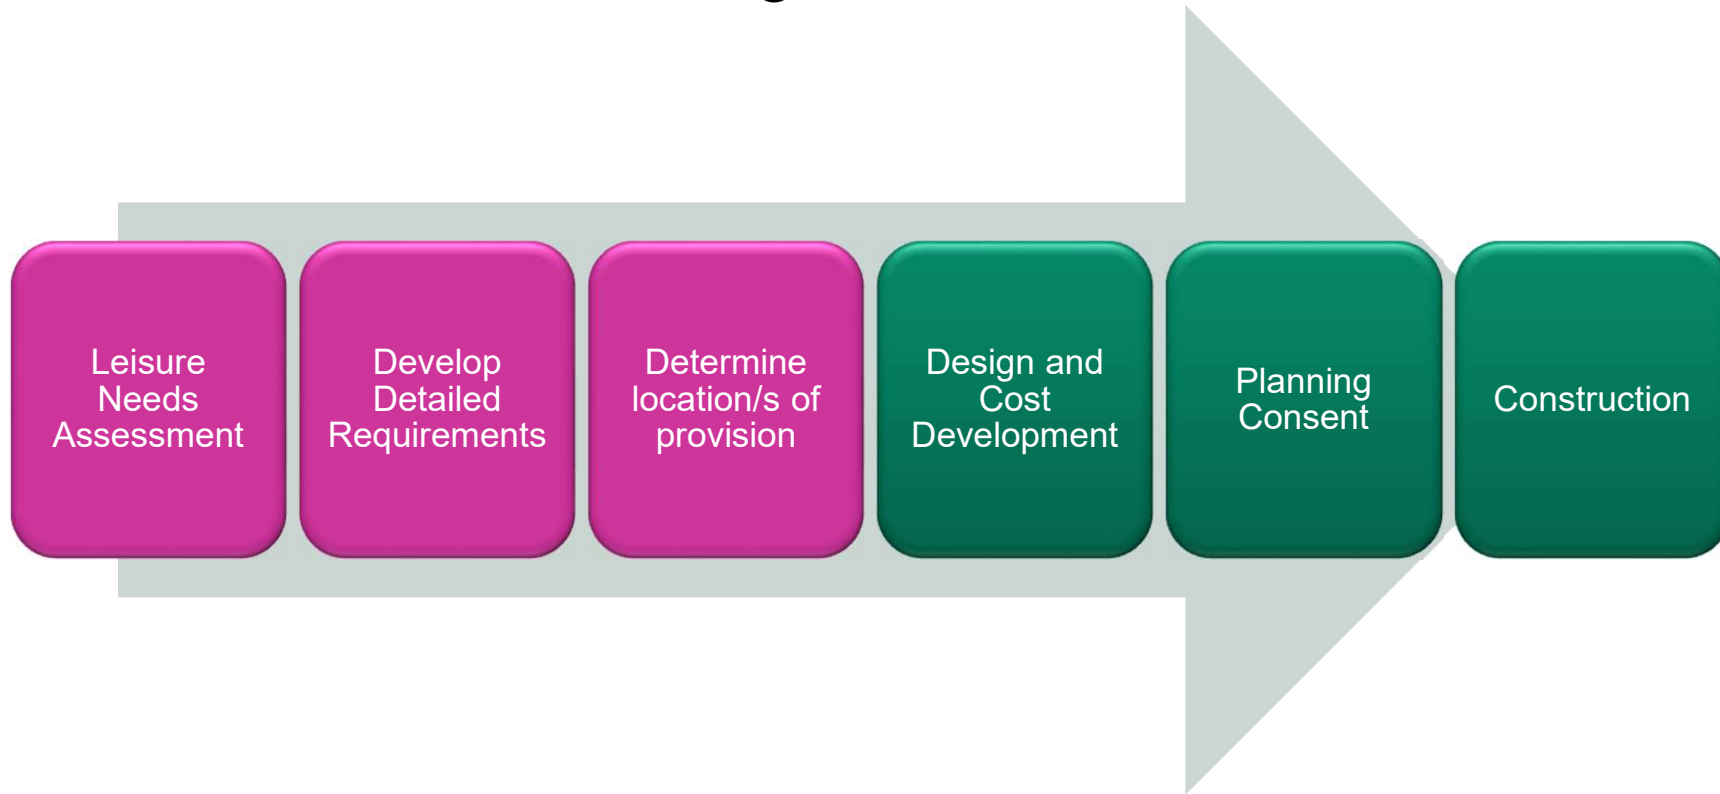 Leisure
Needs
Assessment
Develop
Detailed
Requirements
Determine
location/s of
provision
Design and
Cost
Development
Planning
Consent
Construction